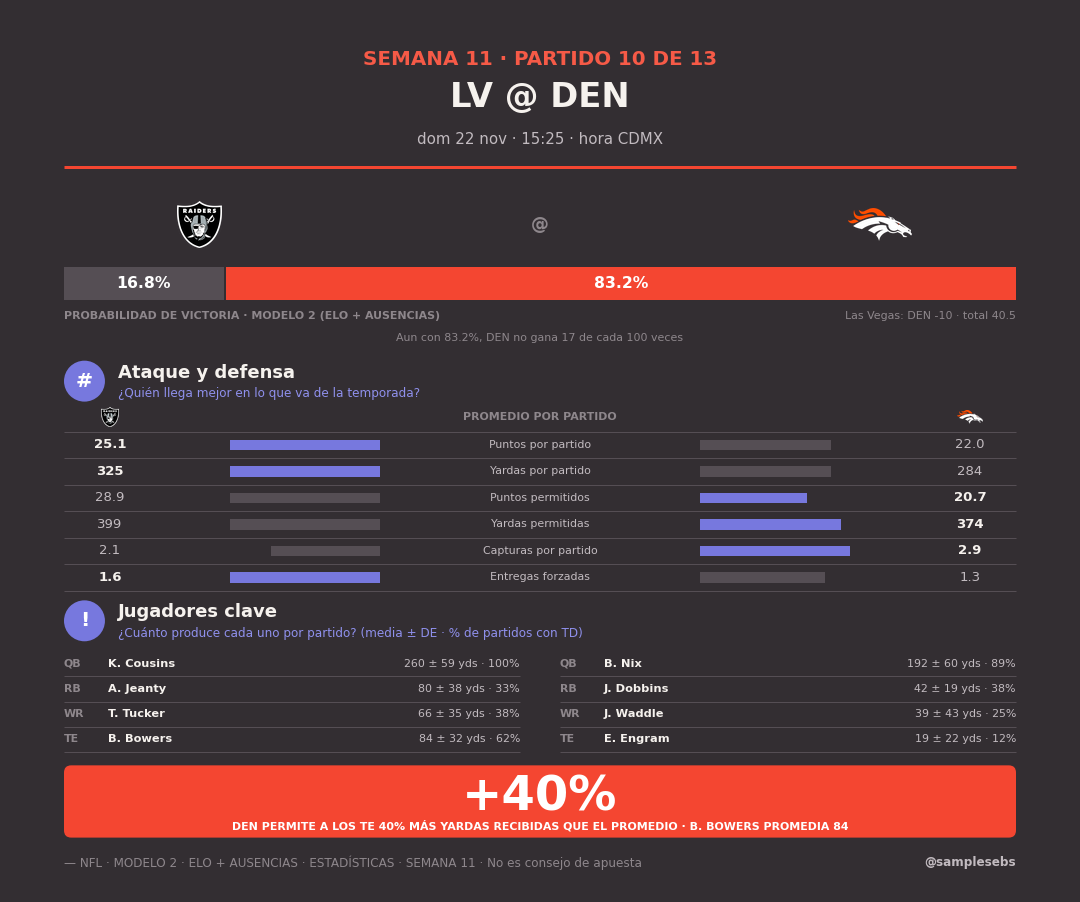 SEMANA 11 · PARTIDO 10 DE 13
LV @ DEN
dom 22 nov · 15:25 · hora CDMX
RAIDERS
@
16.8% 83.2%
PROBABILIDAD DE VICTORIA · MODELO 2 (ELO + AUSENCIAS) Las Vegas: DEN -10 · total 40.5
Aun con 83.2%, DEN no gana 17 de cada 100 veces
# Ataque y defensa
¿Quién llega mejor en lo que va de la temporada?
PROMEDIO POR PARTIDO
25.1 Puntos por partido 22.0
325 Yardas por partido 284
28.9 Puntos permitidos 20.7
399 Yardas permitidas 374
2.1 Capturas por partido 2.9
1.6 Entregas forzadas 1.3
! Jugadores clave
¿Cuánto produce cada uno por partido? (media ± DE · % de partidos con TD)
QB K. Cousins 260 ± 59 yds · 100% QB B. Nix 192 ± 60 yds · 89%
RB A. Jeanty 80 ± 38 yds · 33% RB J. Dobbins 42 ± 19 yds · 38%
WR T. Tucker 66 ± 35 yds · 38% WR J. Waddle 39 ± 43 yds · 25%
TE B. Bowers 84 ± 32 yds · 62% TE E. Engram 19 ± 22 yds · 12%
+40%
DEN PERMITE A LOS TE 40% MÁS YARDAS RECIBIDAS QUE EL PROMEDIO · B. BOWERS PROMEDIA 84
— NFL · MODELO 2 · ELO + AUSENCIAS · ESTADÍSTICAS · SEMANA 11 · No es consejo de apuesta @samplesebs